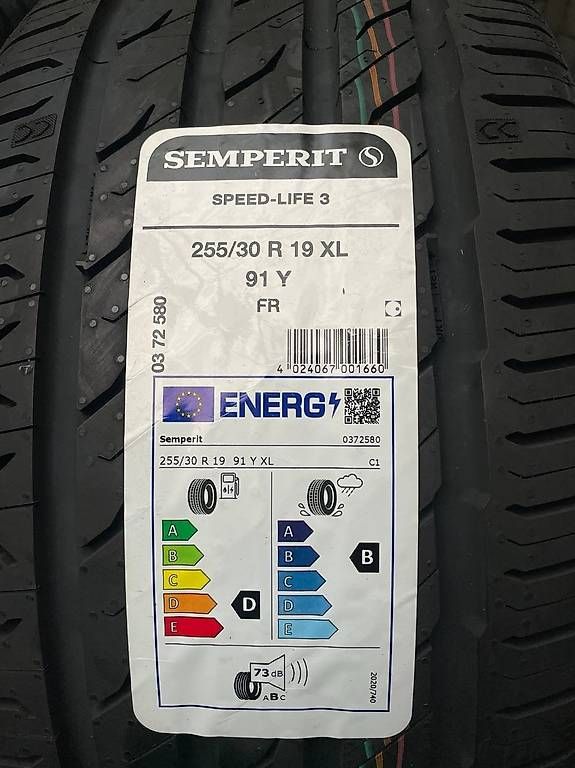 SEMPERIT
SPEED-LIFE 3
255/30 R 19 XL
91 Y
FR
03 72 580
4 024067 001660
ENERG
Semperit 0372580
255/30 R 19 91 Y XL C1
A A
B B B
C C
D D D
E E
73 dB
ABC
2020/740